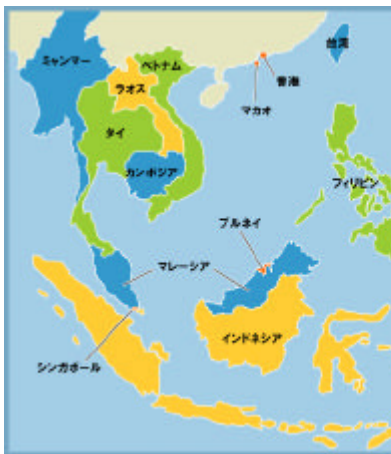 台湾
ミャンマー
ベトナム
香港
ラオス
マカオ
タイ
カンボジア
フィリピン
ブルネイ
マレーシア
インドネシア
シンガポール